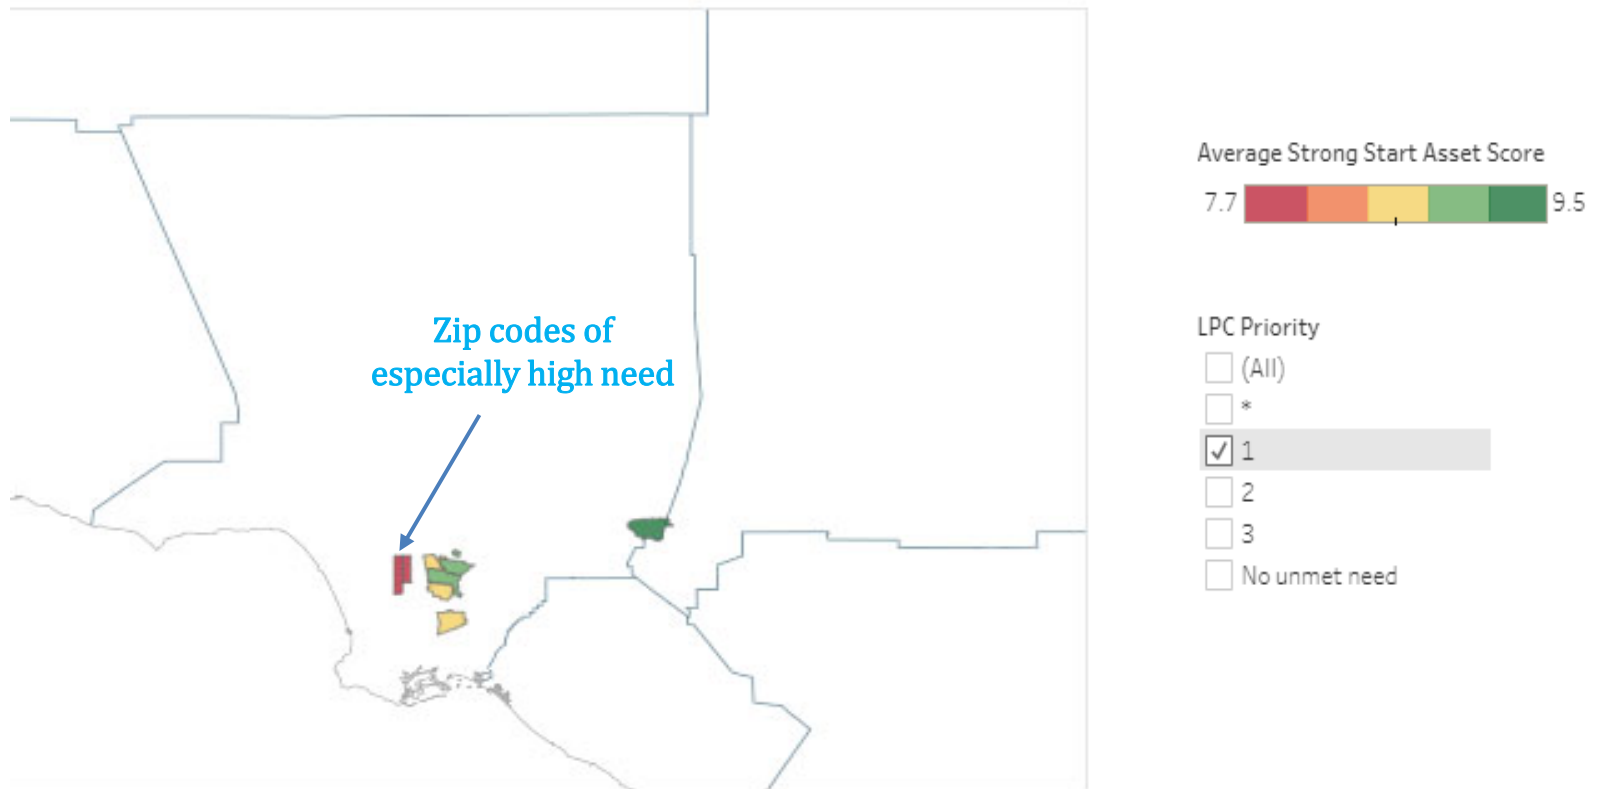 Average Strong Start Asset Score
7.7 9.5
Zip codes of
especially high need
LPC Priority
(All)
*
1
2
3
No unmet need